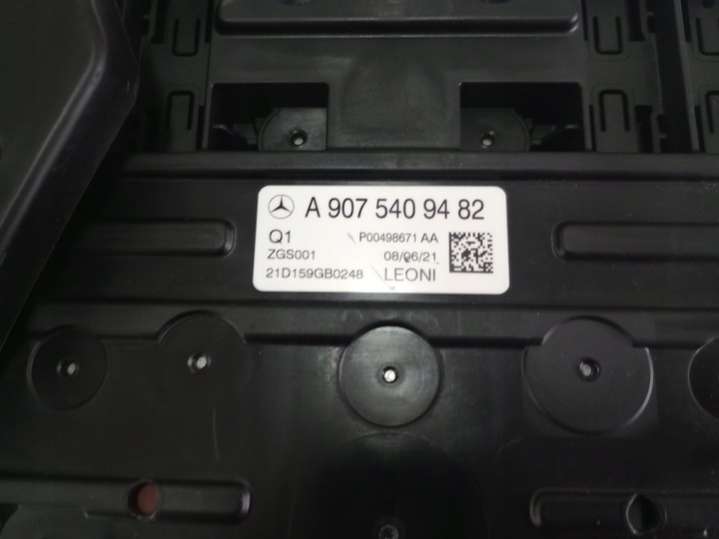 A 907 540 94 82
Q1 P00498671 AA
ZGS001 08/06/21
21D159GB0248 LEONI